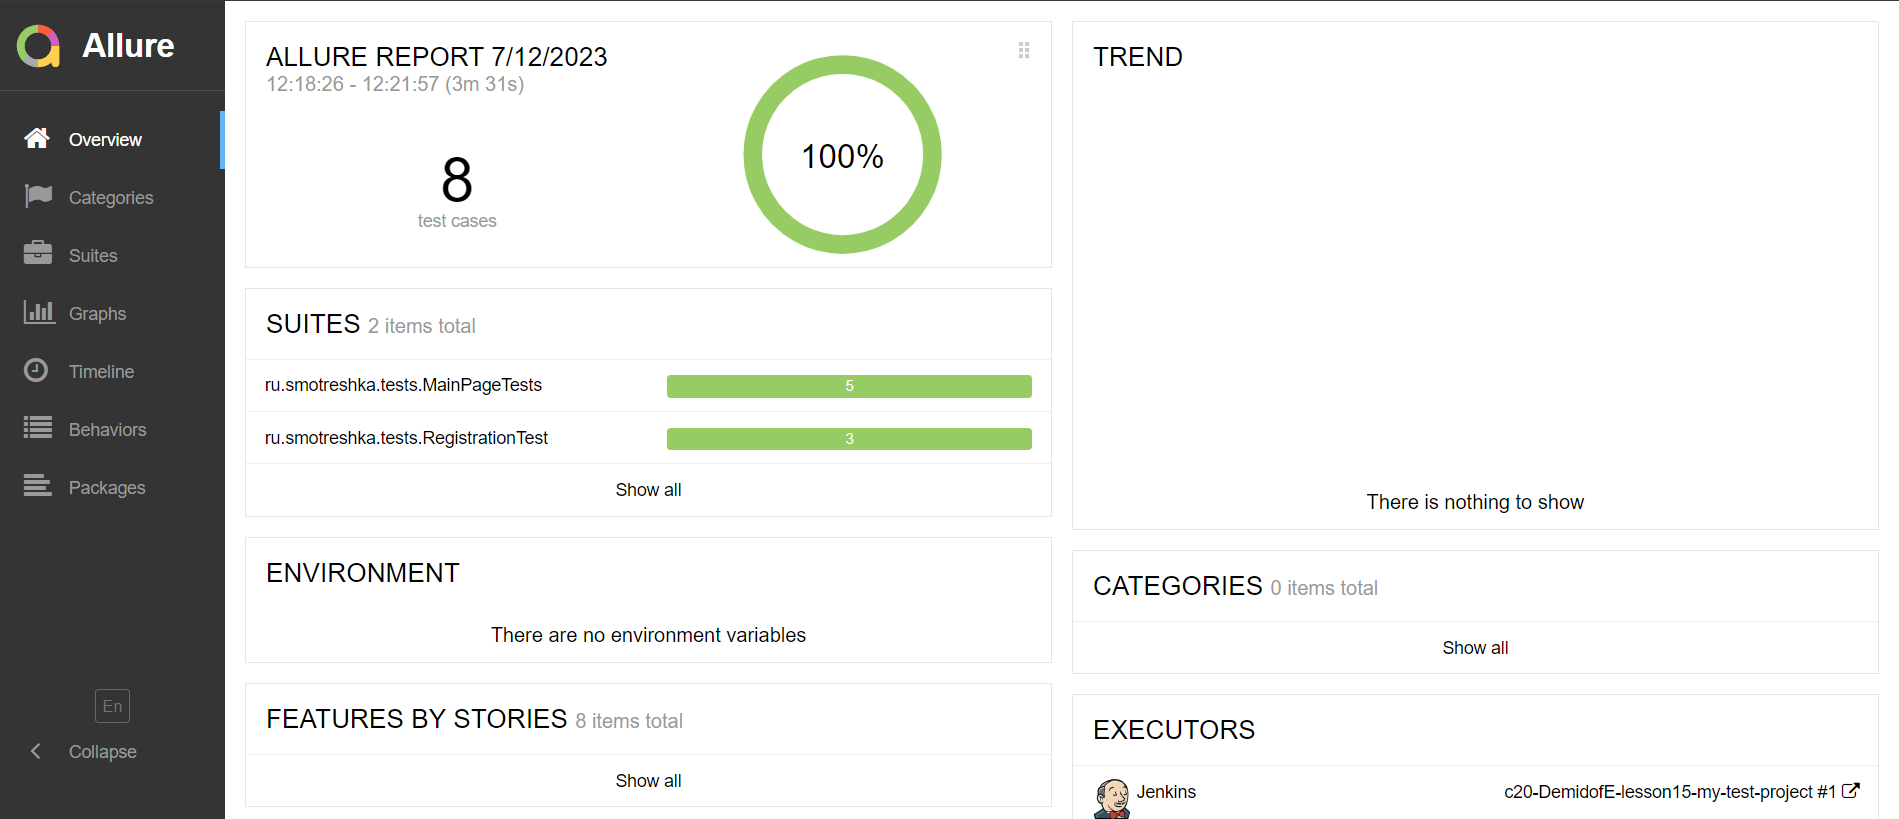 Allure
Overview
Categories
Suites
Graphs
Timeline
Behaviors
Packages
En
Collapse
ALLURE REPORT 7/12/2023
12:18:26 - 12:21:57 (3m 31s)
8
test cases
100%
SUITES 2 items total
ru.smotreshka.tests.MainPageTests 5
ru.smotreshka.tests.RegistrationTest 3
Show all
ENVIRONMENT
There are no environment variables
FEATURES BY STORIES 8 items total
Show all
TREND
There is nothing to show
CATEGORIES 0 items total
Show all
EXECUTORS
Jenkins c20-DemidofE-lesson15-my-test-project #1